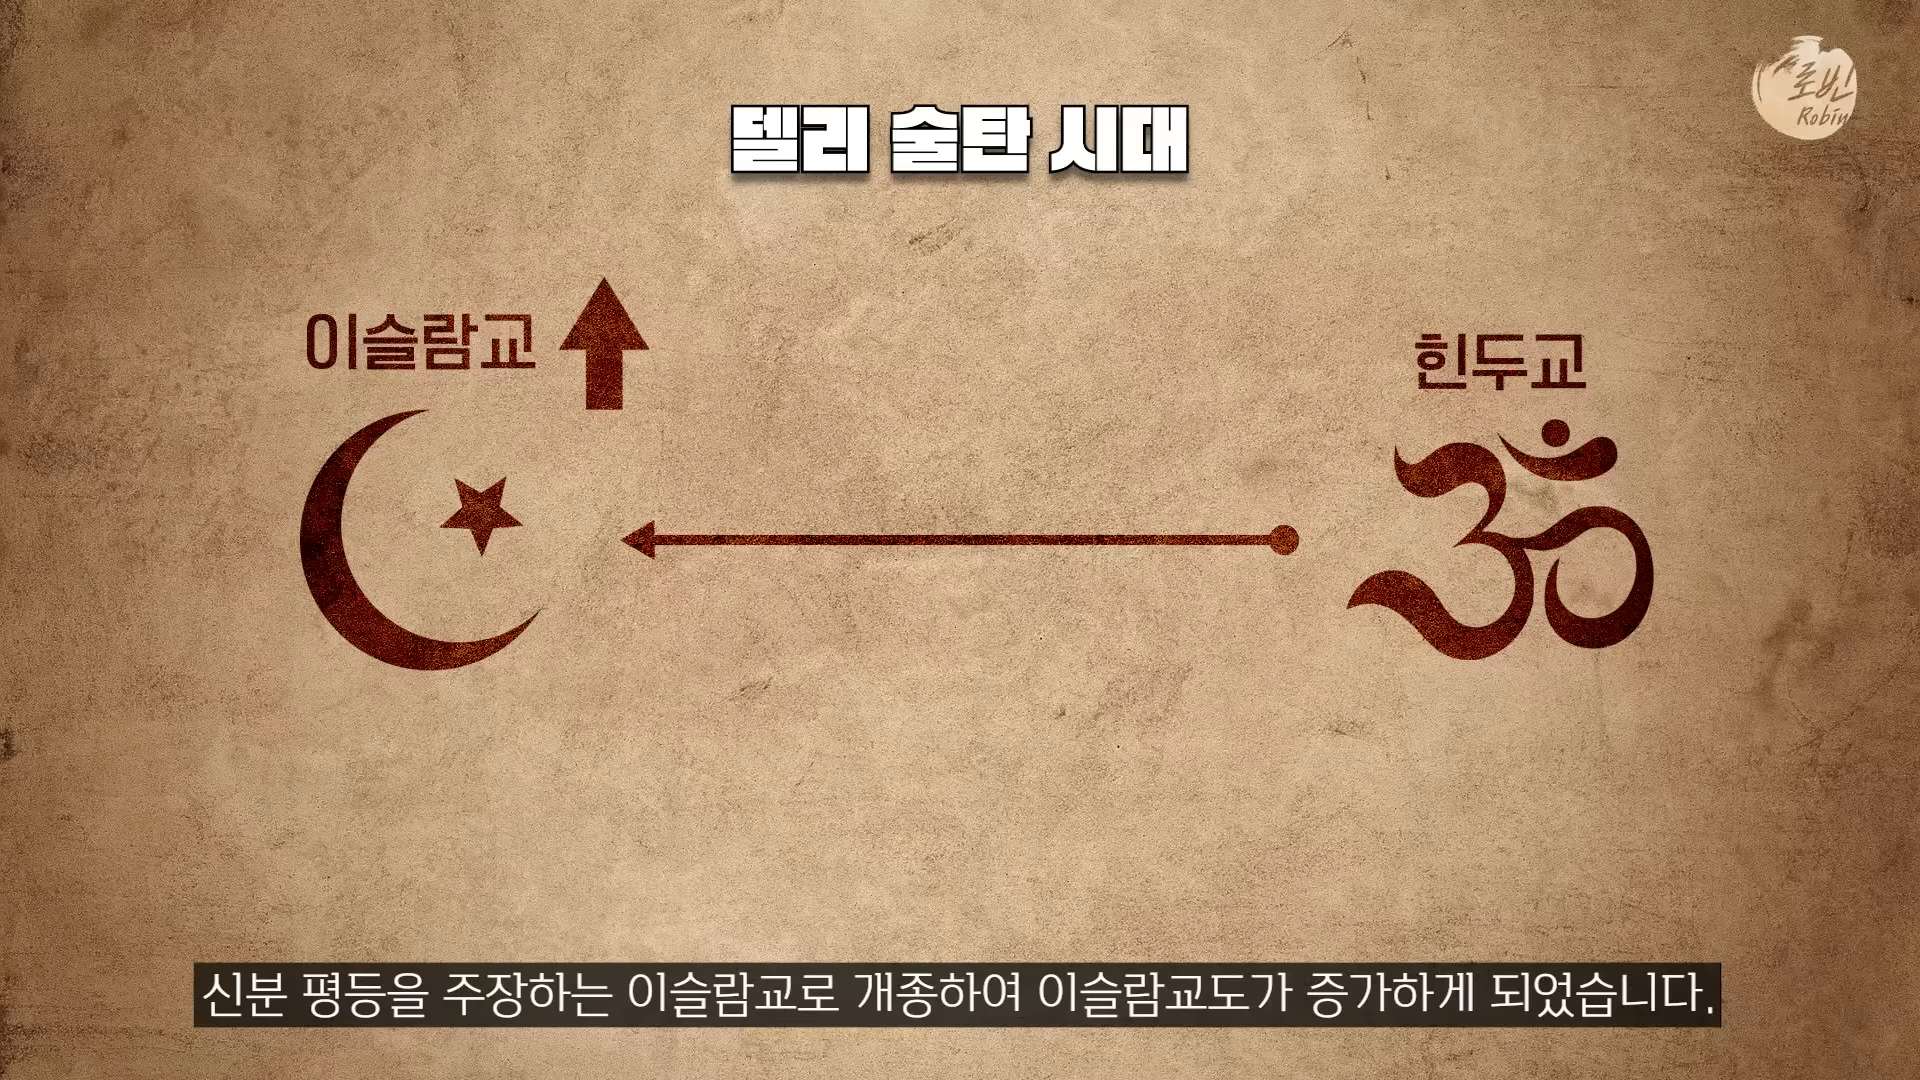 로빈
Robin
델리 술탄 시대
이슬람교
힌두교
신분 평등을 주장하는 이슬람교로 개종하여 이슬람교도가 증가하게 되었습니다.